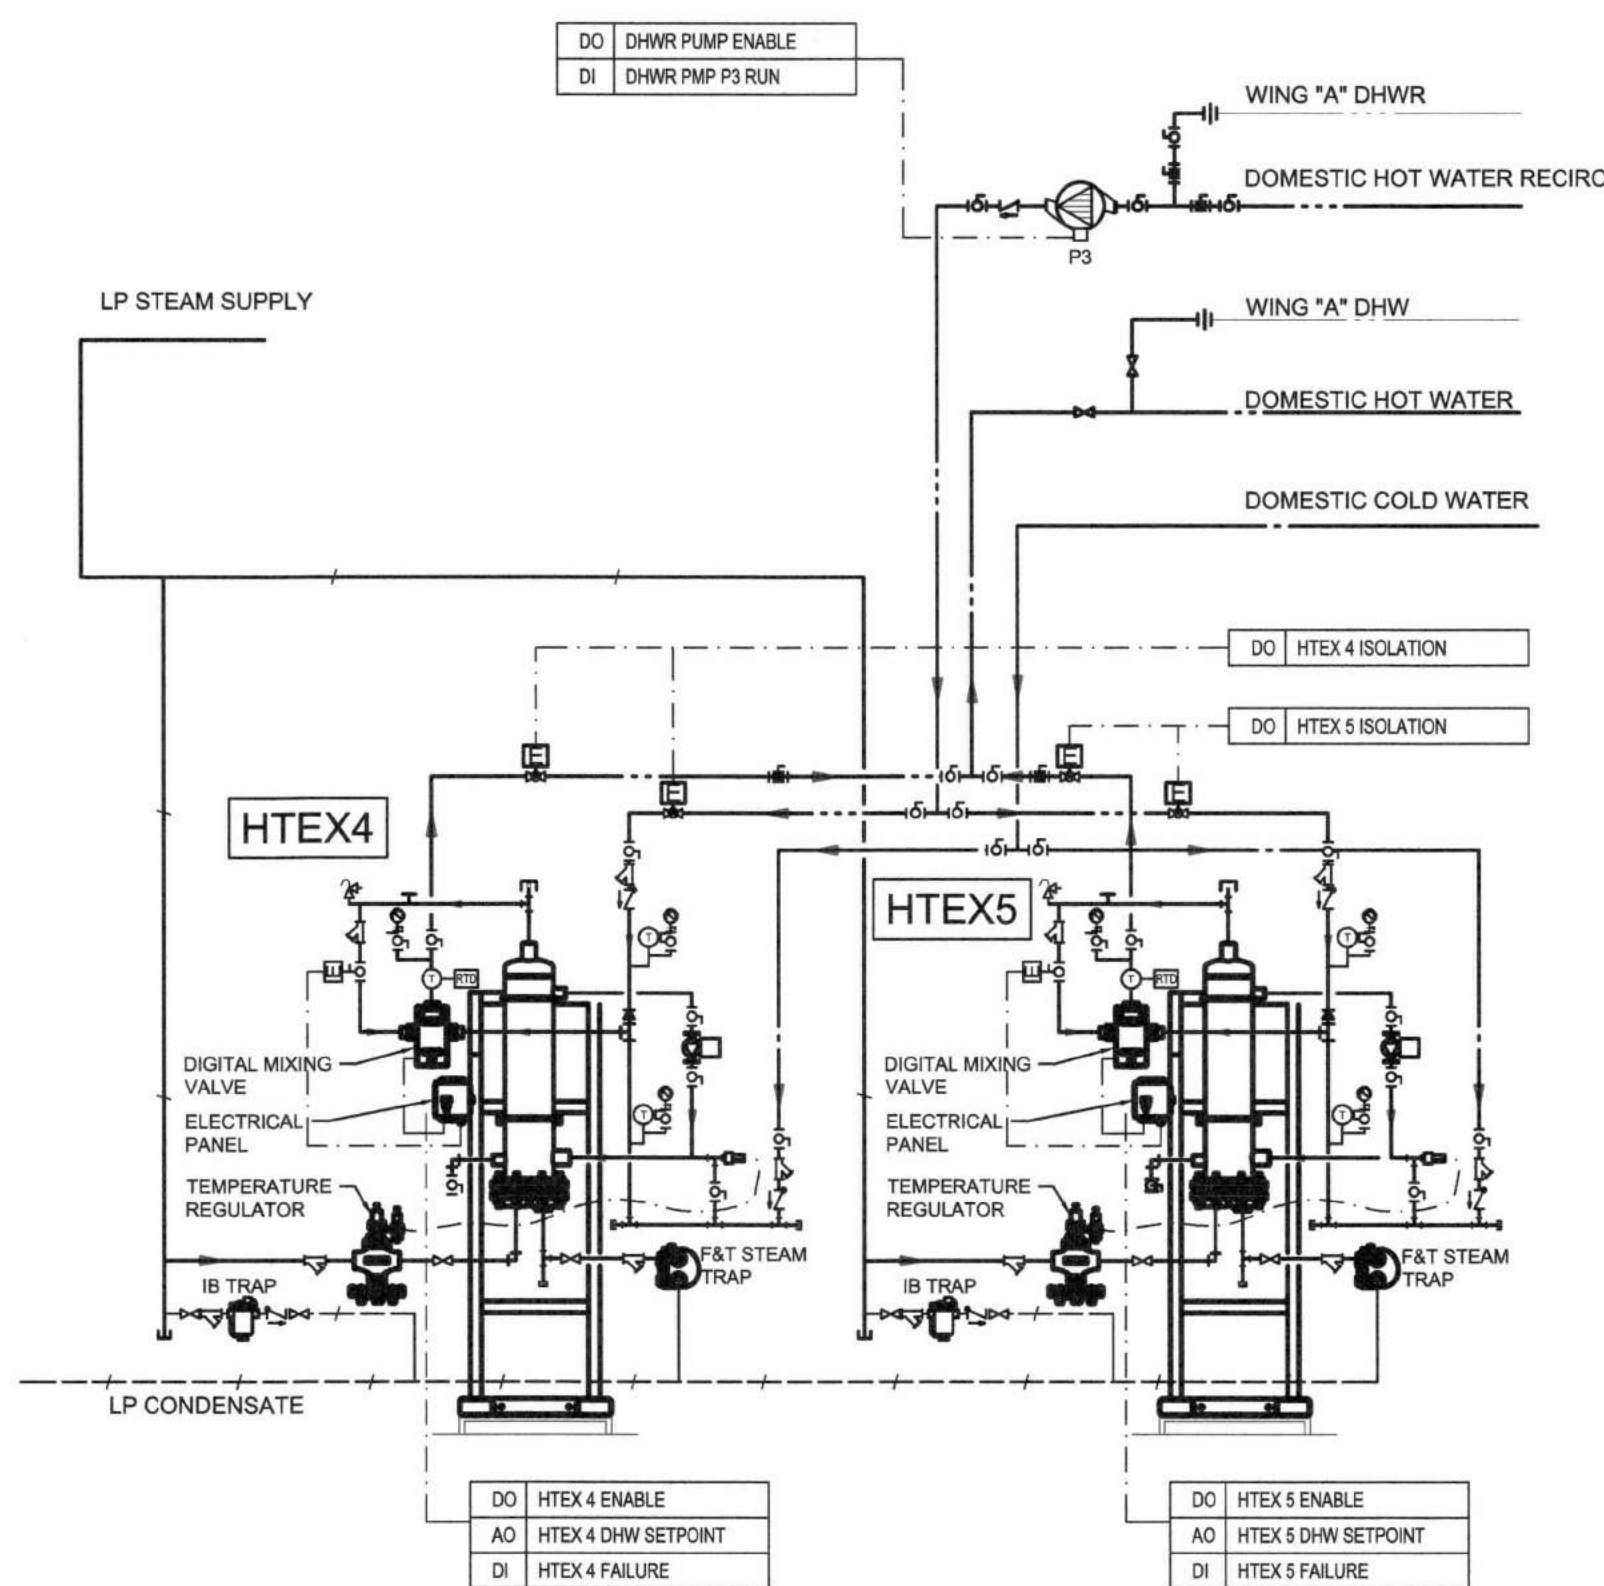 DO DHWR PUMP ENABLE
DI DHWR PMP P3 RUN
WING "A" DHWR
DOMESTIC HOT WATER RECIRC
P3
LP STEAM SUPPLY
WING "A" DHW
DOMESTIC HOT WATER
DOMESTIC COLD WATER
DO HTEX 4 ISOLATION
DO HTEX 5 ISOLATION
E
E
E
E
HTEX4
HTEX5
T
T
E
T
RTD
E
T
RTD
DIGITAL MIXING
VALVE
DIGITAL MIXING
VALVE
T
T
ELECTRICAL
PANEL
ELECTRICAL
PANEL
TEMPERATURE
REGULATOR
TEMPERATURE
REGULATOR
F&T STEAM
TRAP
F&T STEAM
TRAP
IB TRAP
IB TRAP
LP CONDENSATE
DO HTEX 4 ENABLE
AO HTEX 4 DHW SETPOINT
DI HTEX 4 FAILURE
DO HTEX 5 ENABLE
AO HTEX 5 DHW SETPOINT
DI HTEX 5 FAILURE